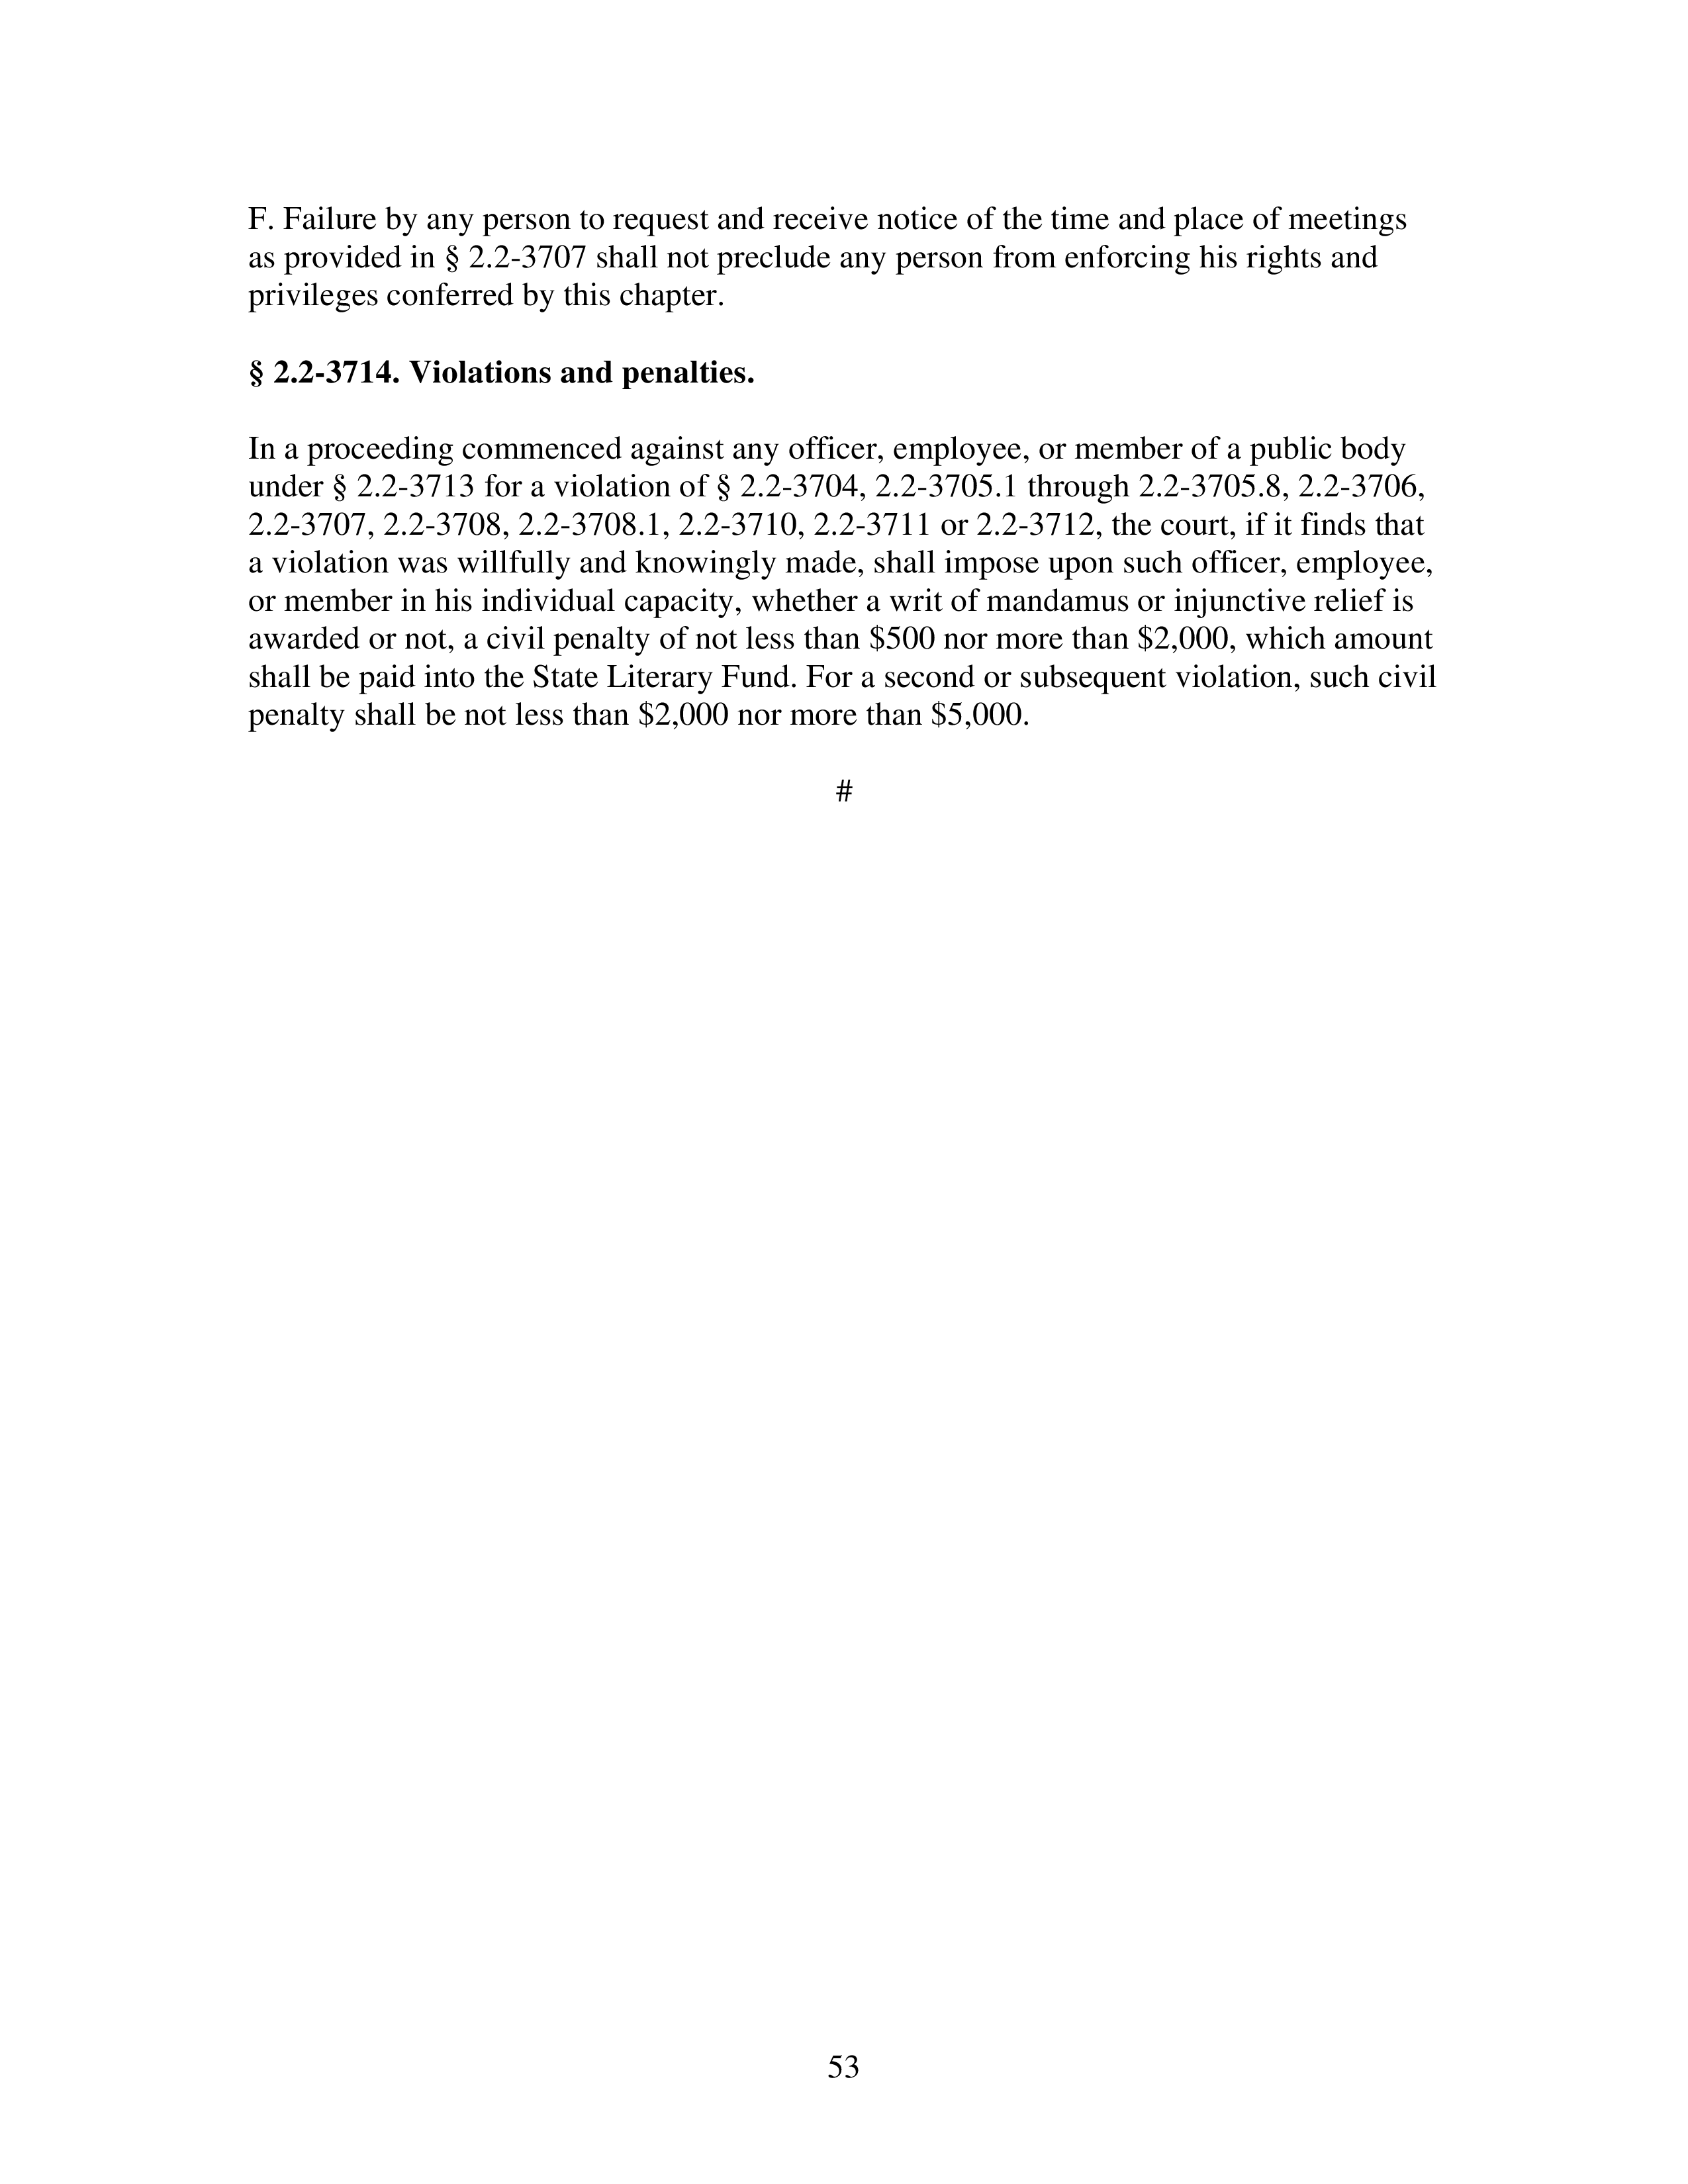 F. Failure by any person to request and receive notice of the time and place of meetings
as provided in § 2.2-3707 shall not preclude any person from enforcing his rights and
privileges conferred by this chapter.
§ 2.2-3714. Violations and penalties.
In a proceeding commenced against any officer, employee, or member of a public body
under § 2.2-3713 for a violation of § 2.2-3704, 2.2-3705.1 through 2.2-3705.8, 2.2-3706,
2.2-3707, 2.2-3708, 2.2-3708.1, 2.2-3710, 2.2-3711 or 2.2-3712, the court, if it finds that
a violation was willfully and knowingly made, shall impose upon such officer, employee,
or member in his individual capacity, whether a writ of mandamus or injunctive relief is
awarded or not, a civil penalty of not less than $500 nor more than $2,000, which amount
shall be paid into the State Literary Fund. For a second or subsequent violation, such civil
penalty shall be not less than $2,000 nor more than $5,000.
#
53